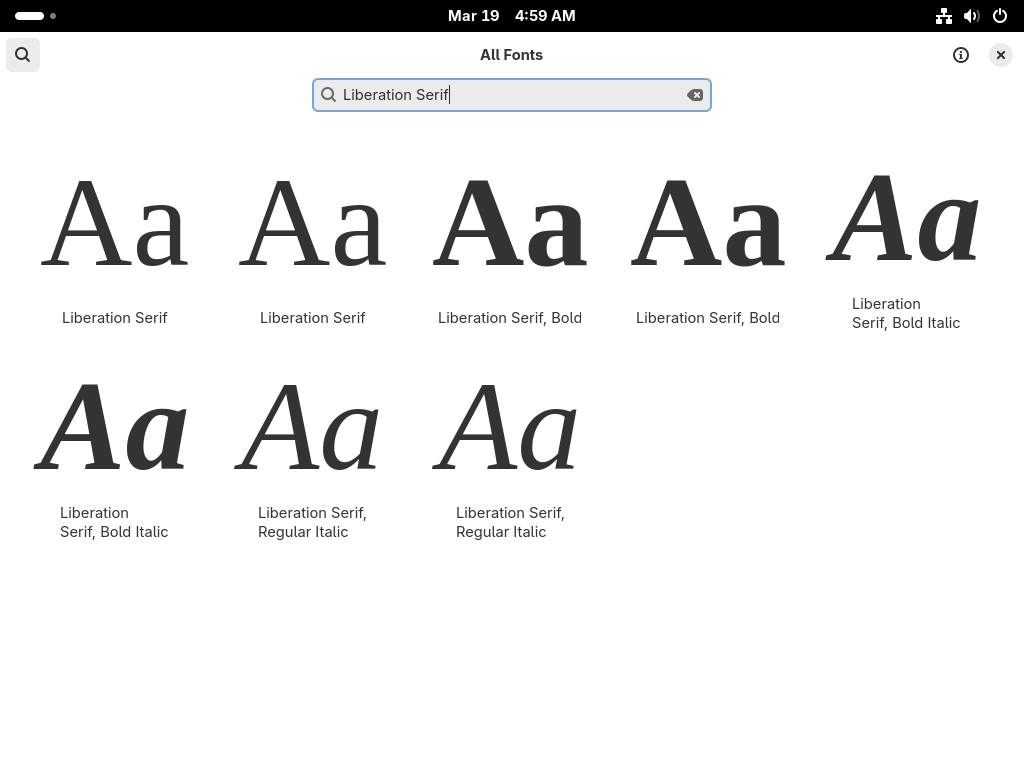 Mar 19 4:59 AM
All Fonts
Liberation Serif
Aa Aa Aa Aa Aa
Liberation Serif
Liberation Serif
Liberation Serif, Bold
Liberation Serif, Bold
Liberation
Serif, Bold Italic
Aa Aa Aa
Liberation
Serif, Bold Italic
Liberation Serif,
Regular Italic
Liberation Serif,
Regular Italic